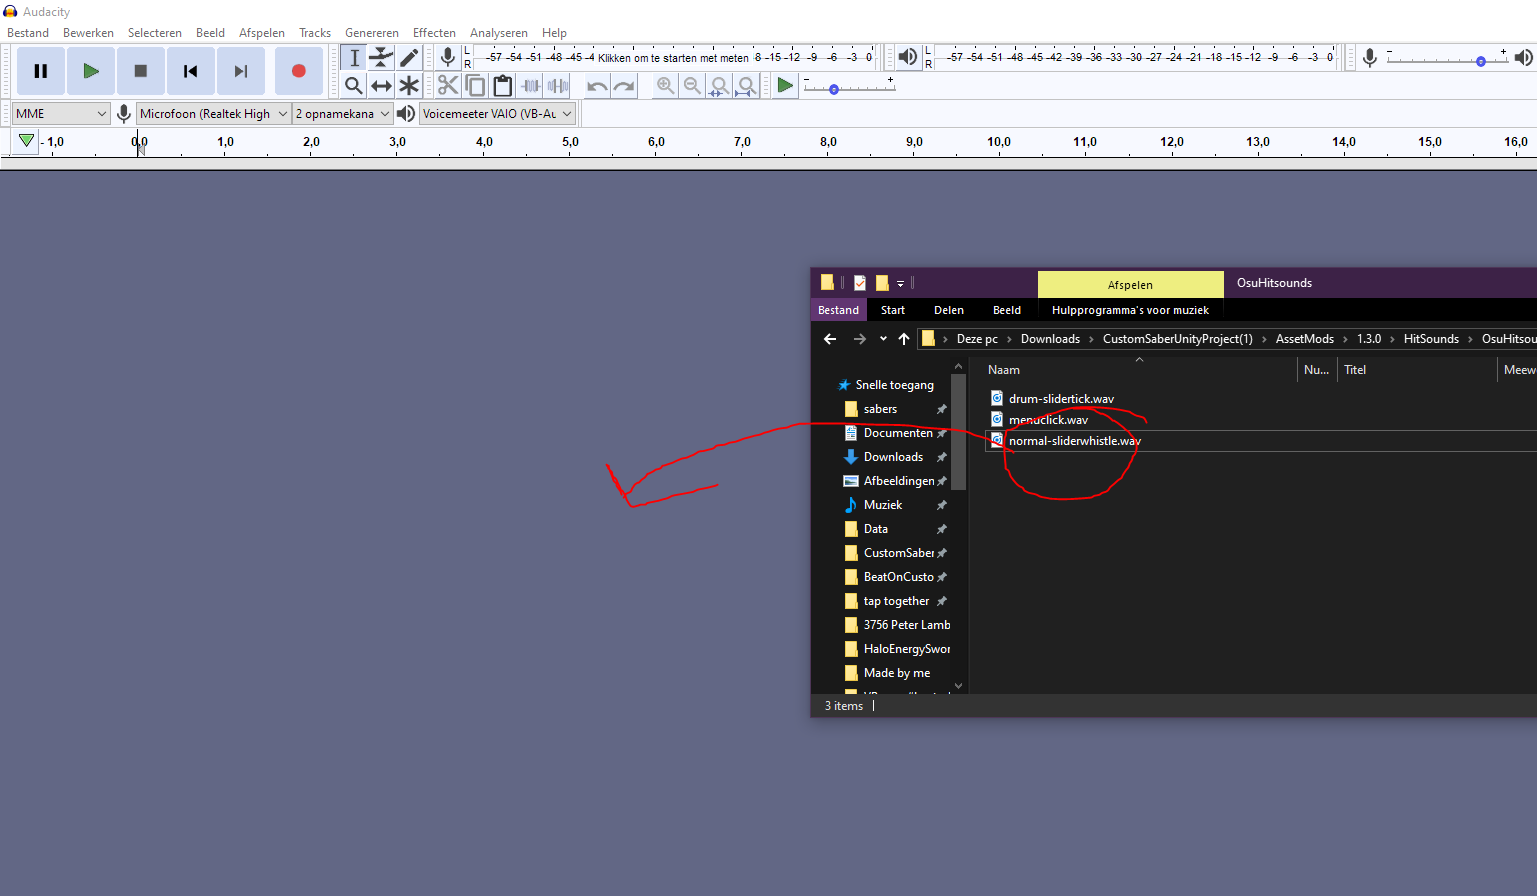 Audacity
Bestand Bewerken Selecteren Beeld Afspelen Tracks Genereren Effecten Analyseren Help
L R -57 -54 -51 -48 -45 -4 Klikken om te starten met meten -8 -15 -12 -9 -6 -3 0 L R -57 -54 -51 -48 -45 -42 -39 -36 -33 -30 -27 -24 -21 -18 -15 -12 -9 -6 -3 0 - +
- +
MME Microfoon (Realtek High 2 opnamekana Voicemeeter VAIO (VB-Au
- 1,0 0,0 1,0 2,0 3,0 4,0 5,0 6,0 7,0 8,0 9,0 10,0 11,0 12,0 13,0 14,0 15,0 16,0
Afspelen OsuHitsounds
Bestand Start Delen Beeld Hulpprogramma's voor muziek
Deze pc Downloads CustomSaberUnityProject(1) AssetMods 1.3.0 HitSounds OsuHitsou
Naam Nu... Titel Meew
Snelle toegang
sabers
Documenten
Downloads
Afbeeldingen
Muziek
Data
CustomSaber
BeatOnCusto
tap together
3756 Peter Lamb
HaloEnergySwor
Made by me
drum-slidertick.wav
menuclick.wav
normal-sliderwhistle.wav
3 items